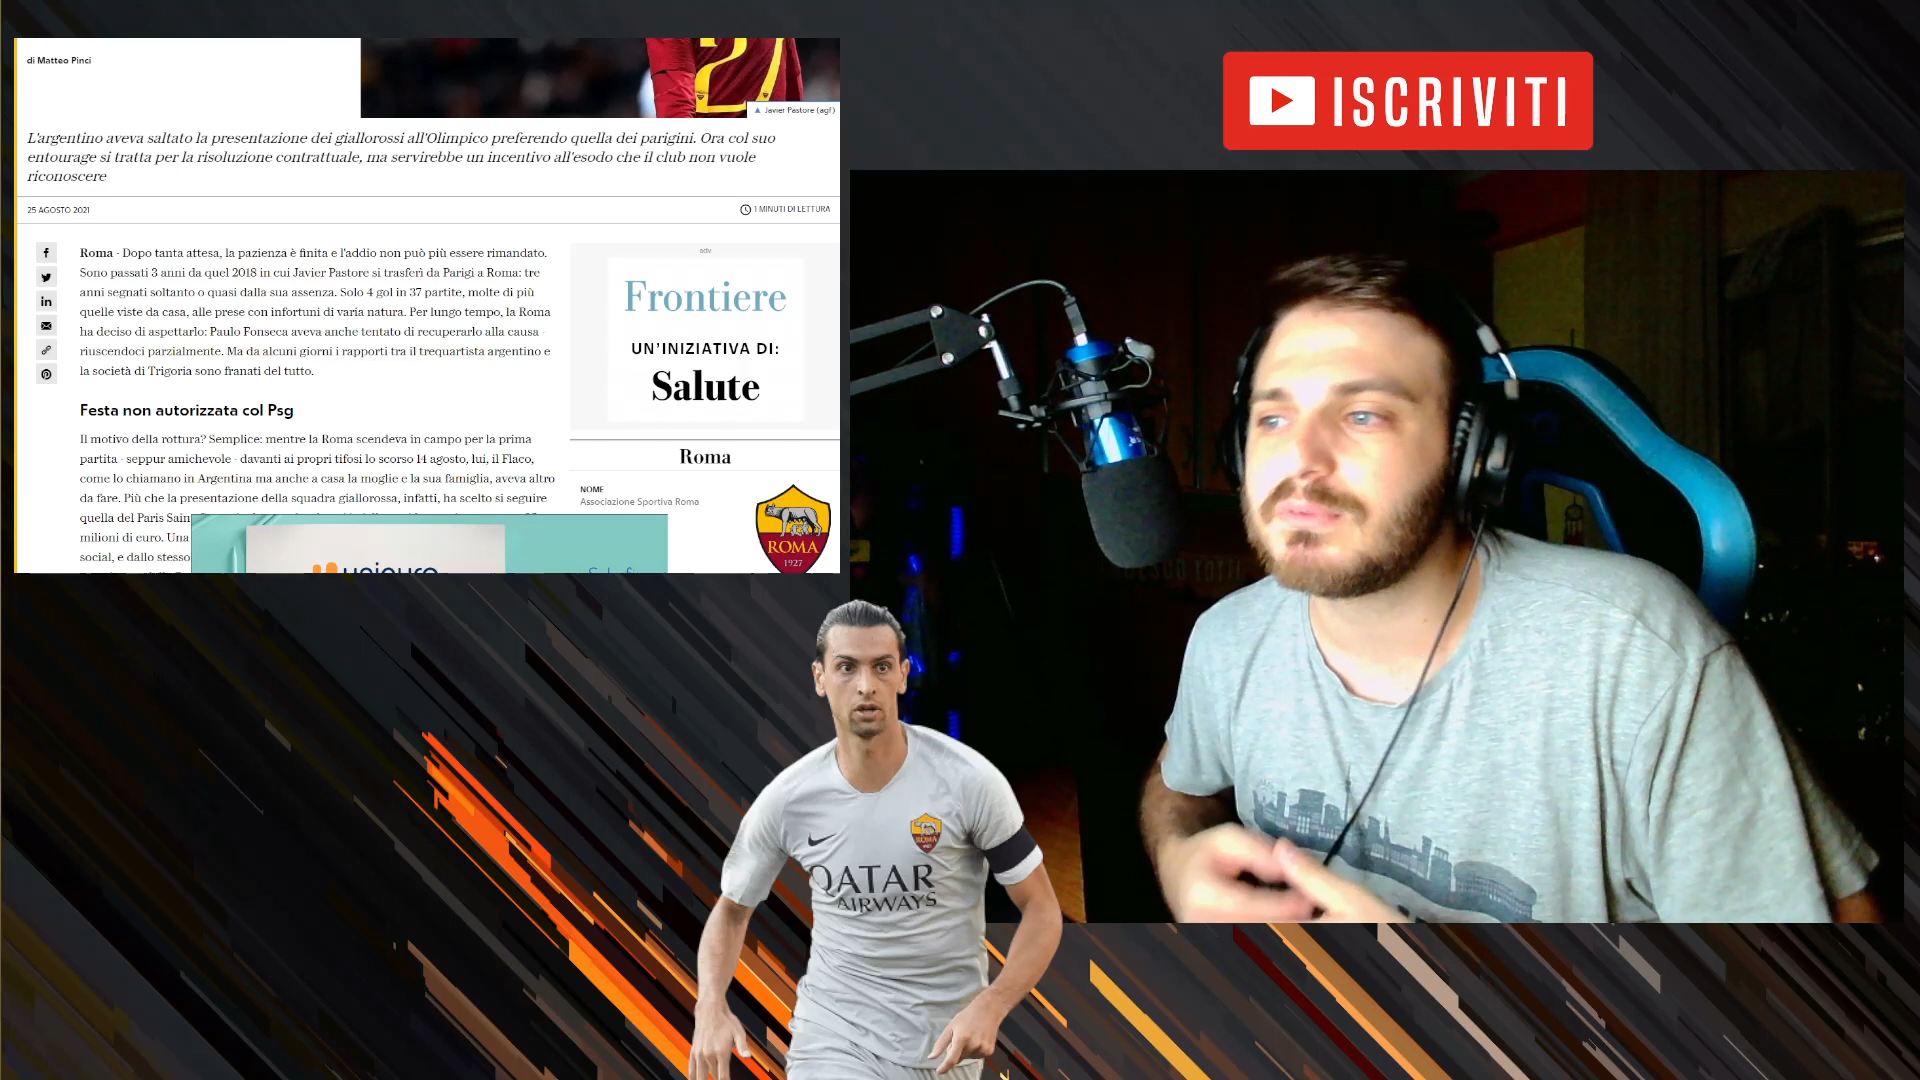 di Matteo Pinci
27
Javier Pastore (agf)
L'argentino aveva saltato la presentazione dei giallorossi all'Olimpico preferendo quella dei parigini. Ora col suo
entourage si tratta per la risoluzione contrattuale, ma servirebbe un incentivo all'esodo che il club non vuole
riconoscere
25 AGOSTO 2021
1 MINUTI DI LETTURA
Roma - Dopo tanta attesa, la pazienza è finita e l'addio non può più essere rimandato.
Sono passati 3 anni da quel 2018 in cui Javier Pastore si trasferì da Parigi a Roma: tre
anni segnati soltanto o quasi dalla sua assenza. Solo 4 gol in 37 partite, molte di più
quelle viste da casa, alle prese con infortuni di varia natura. Per lungo tempo, la Roma
ha deciso di aspettarlo: Paulo Fonseca aveva anche tentato di recuperarlo alla causa -
riuscendoci parzialmente. Ma da alcuni giorni i rapporti tra il trequartista argentino e
la società di Trigoria sono franati del tutto.
Festa non autorizzata col Psg
Il motivo della rottura? Semplice: mentre la Roma scendeva in campo per la prima
partita - seppur amichevole - davanti ai propri tifosi lo scorso 14 agosto, lui, il Flaco,
come lo chiamano in Argentina ma anche a casa la moglie e la sua famiglia, aveva altro
da fare. Più che la presentazione della squadra giallorossa, infatti, ha scelto si seguire
quella del Paris Sain
milioni di euro. Una
social, e dallo stesso
adv
Frontiere
UN'INIZIATIVA DI:
Salute
Roma
NOME
Associazione Sportiva Roma
ROMA
1927
unieuro
ISCRIVITI
ROMA
QATAR
AIRWAYS